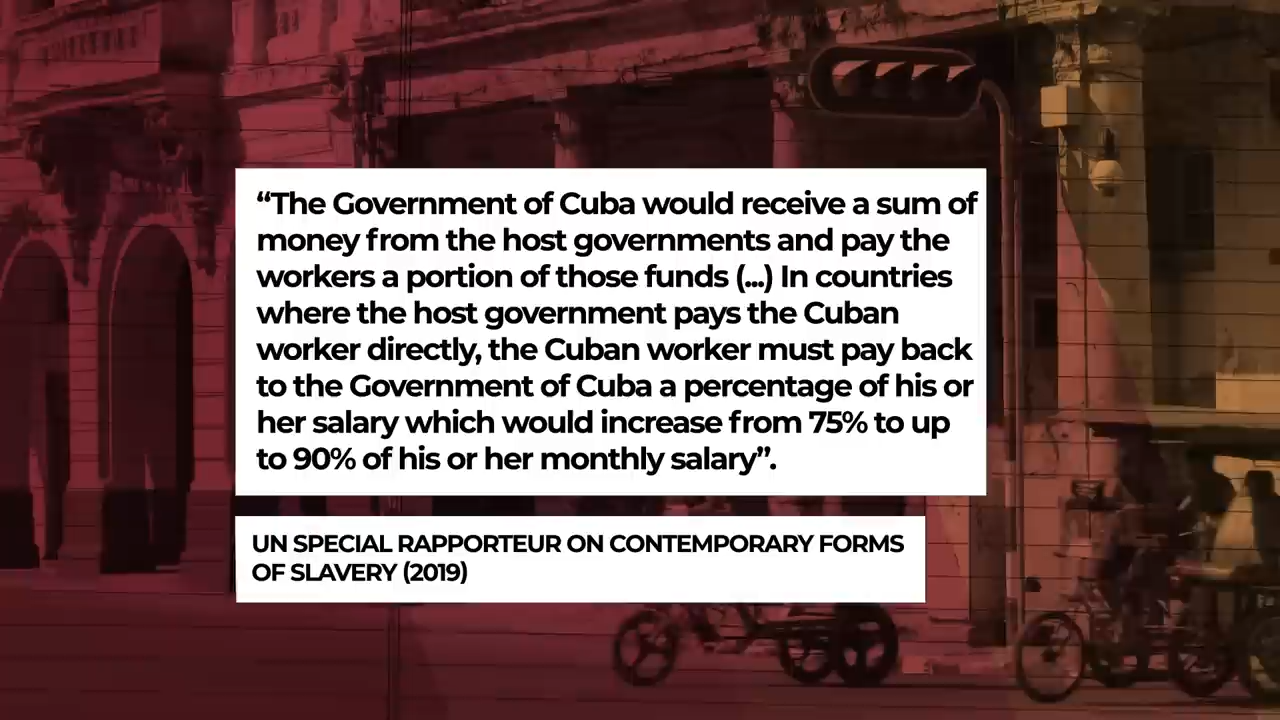 “The Government of Cuba would receive a sum of
money from the host governments and pay the
workers a portion of those funds (...) In countries
where the host government pays the Cuban
worker directly, the Cuban worker must pay back
to the Government of Cuba a percentage of his or
her salary which would increase from 75% to up
to 90% of his or her monthly salary”.
UN SPECIAL RAPPORTEUR ON CONTEMPORARY FORMS
OF SLAVERY (2019)